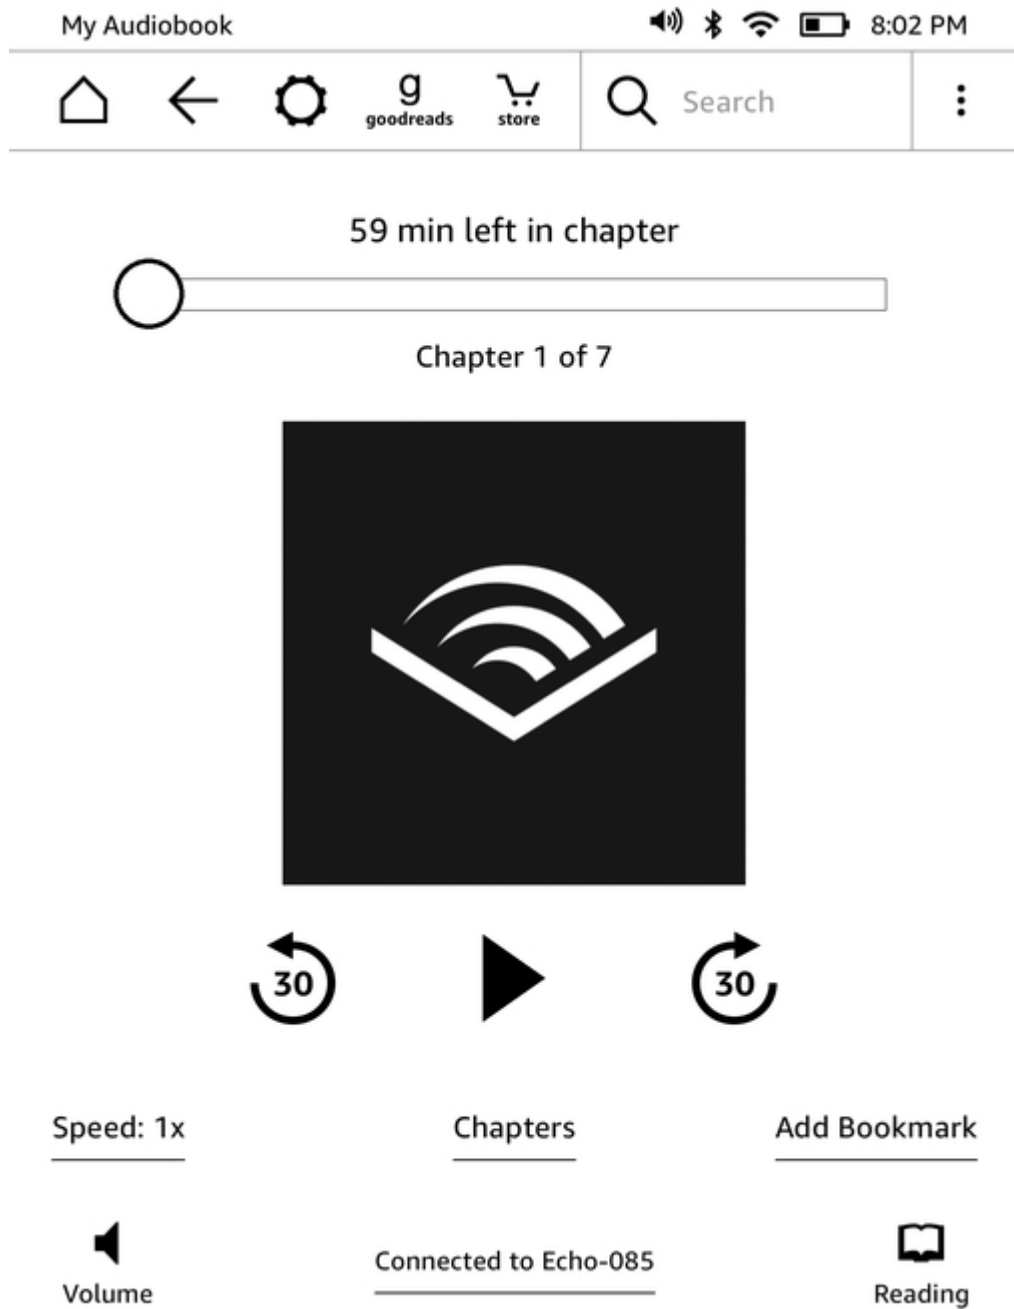 My Audiobook 8:02 PM
g
goodreads store Search
59 min left in chapter
Chapter 1 of 7
30 30
Speed: 1x Chapters Add Bookmark
Connected to Echo-085
Volume Reading